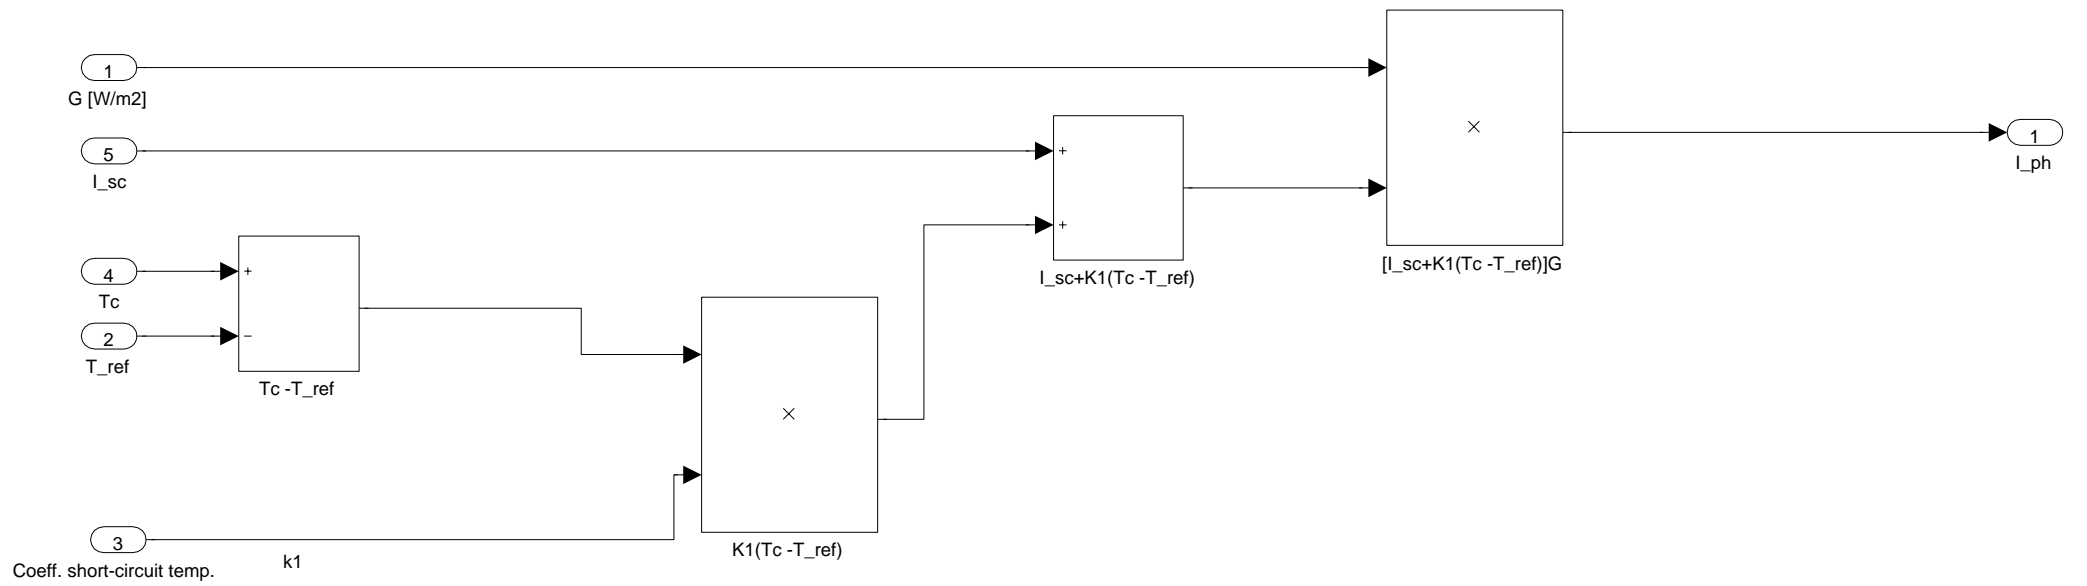 1
G [W/m2]
5
I_sc
4
Tc
2
T_ref
3
Coeff. short-circuit temp.
k1
+
−
Tc -T_ref
×
K1(Tc -T_ref)
+
+
I_sc+K1(Tc -T_ref)
×
[I_sc+K1(Tc -T_ref)]G
1
I_ph